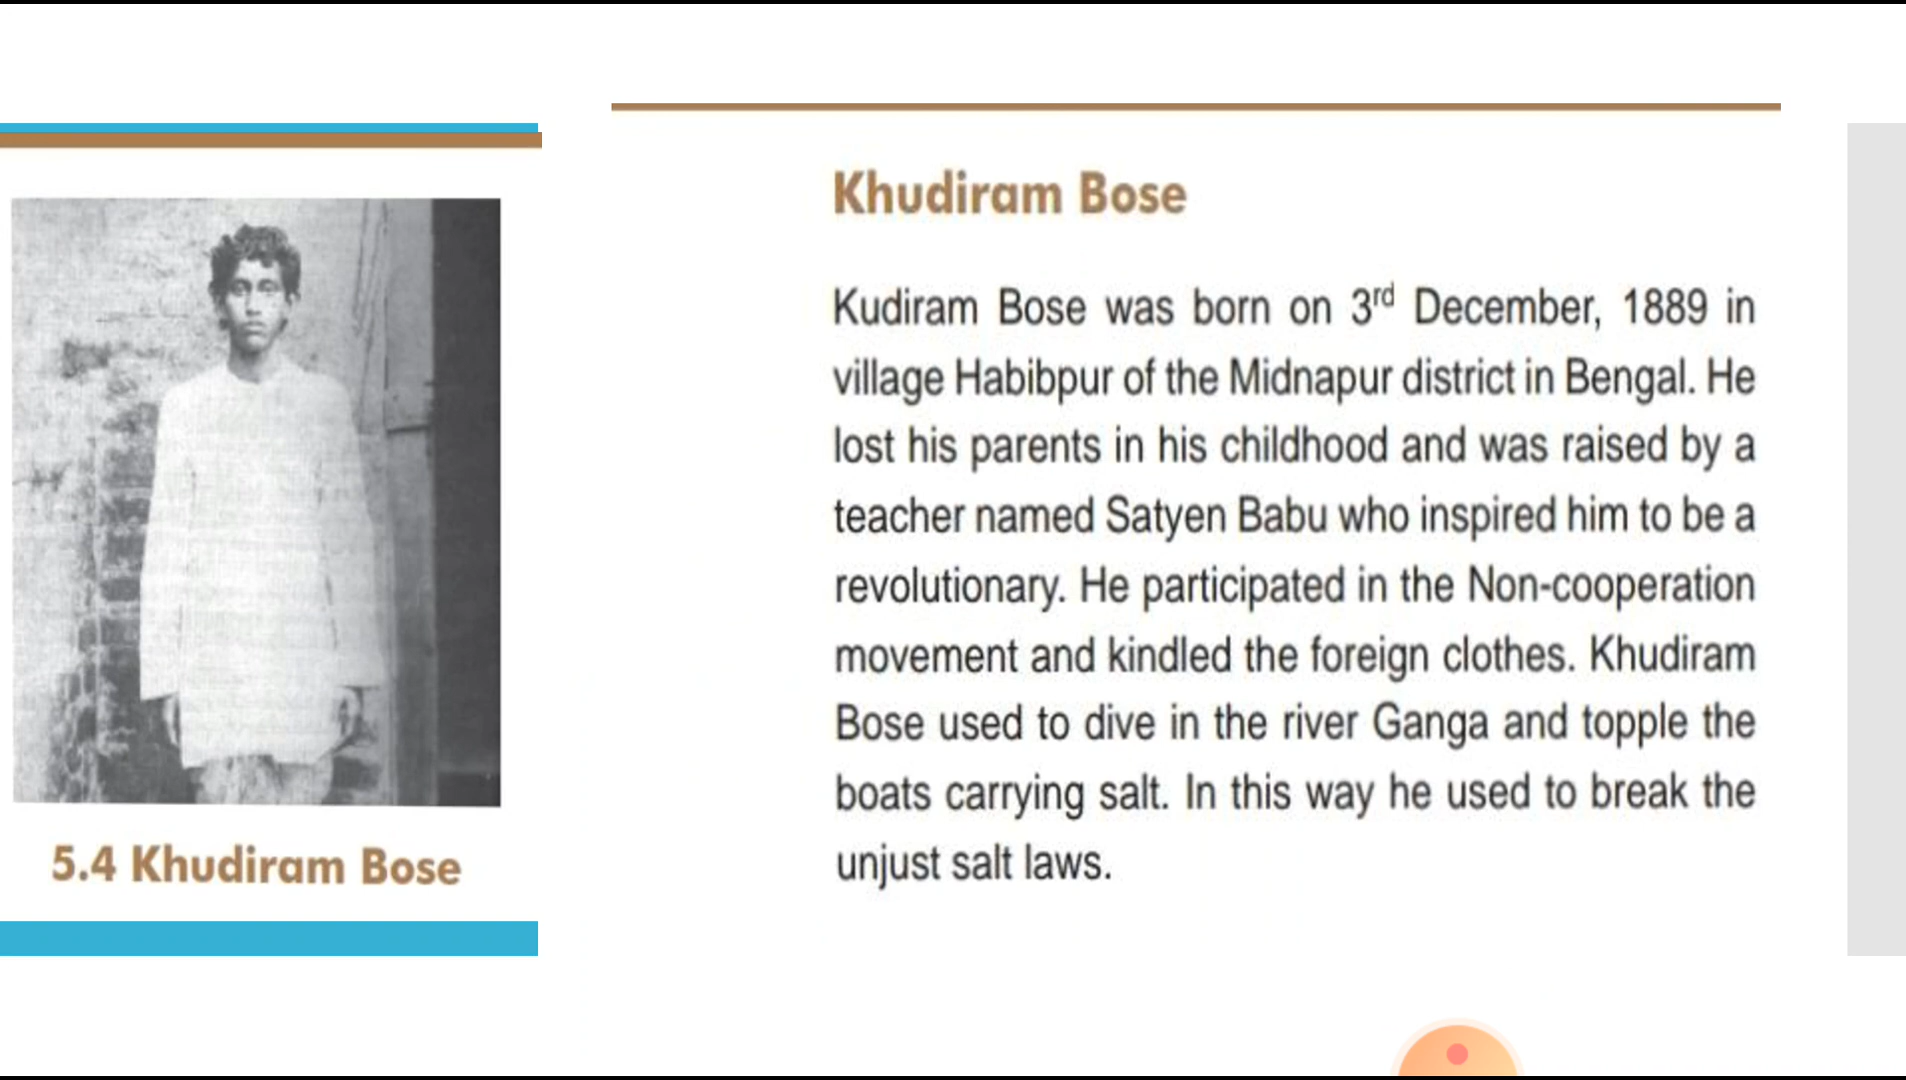 Khudiram Bose
Kudiram Bose was born on 3rd December, 1889 in
village Habibpur of the Midnapur district in Bengal. He
lost his parents in his childhood and was raised by a
teacher named Satyen Babu who inspired him to be a
revolutionary. He participated in the Non-cooperation
movement and kindled the foreign clothes. Khudiram
Bose used to dive in the river Ganga and topple the
boats carrying salt. In this way he used to break the
unjust salt laws.
5.4 Khudiram Bose